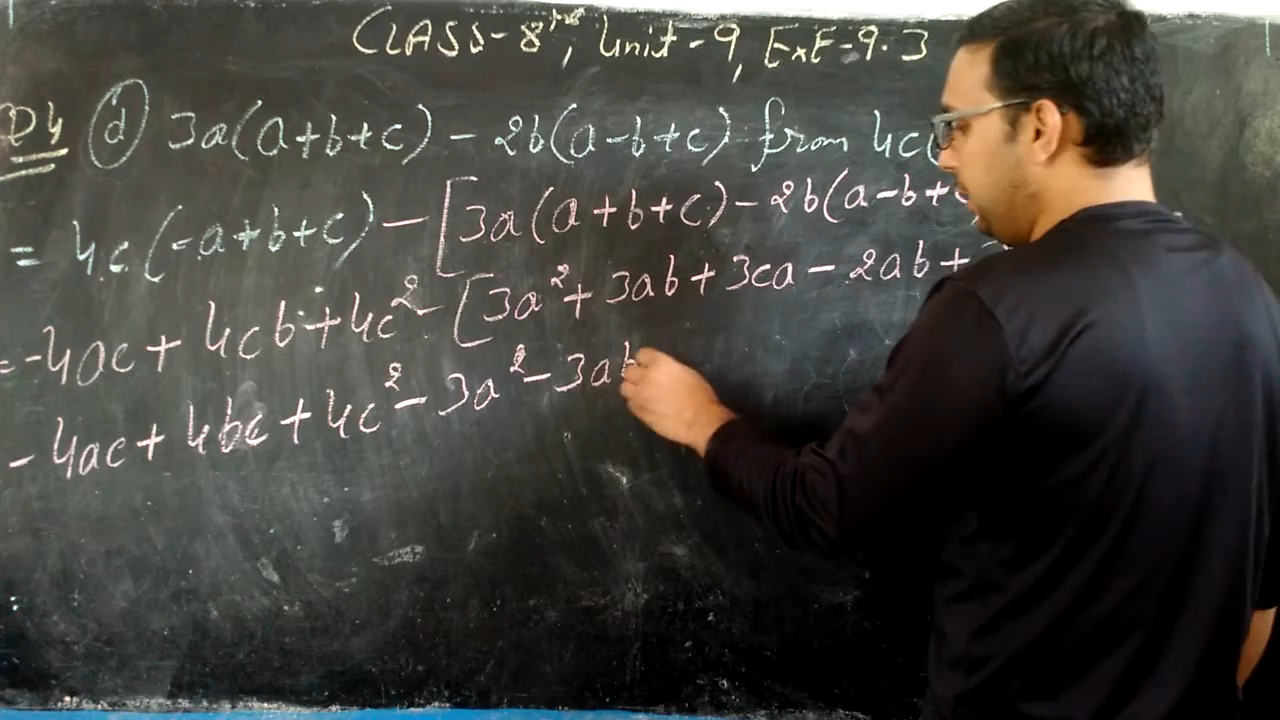 CLASS-8th, Unit-9, ExE-9.3
Q4 (d) 3a(a+b+c) - 2b(a-b+c) from 4c(
= 4c(-a+b+c) - [3a(a+b+c) - 2b(a-b+c
=-4ac + 4cb + 4c² - [3a² + 3ab + 3ca - 2ab +
- 4ac + 4bc + 4c² - 3a² - 3ab